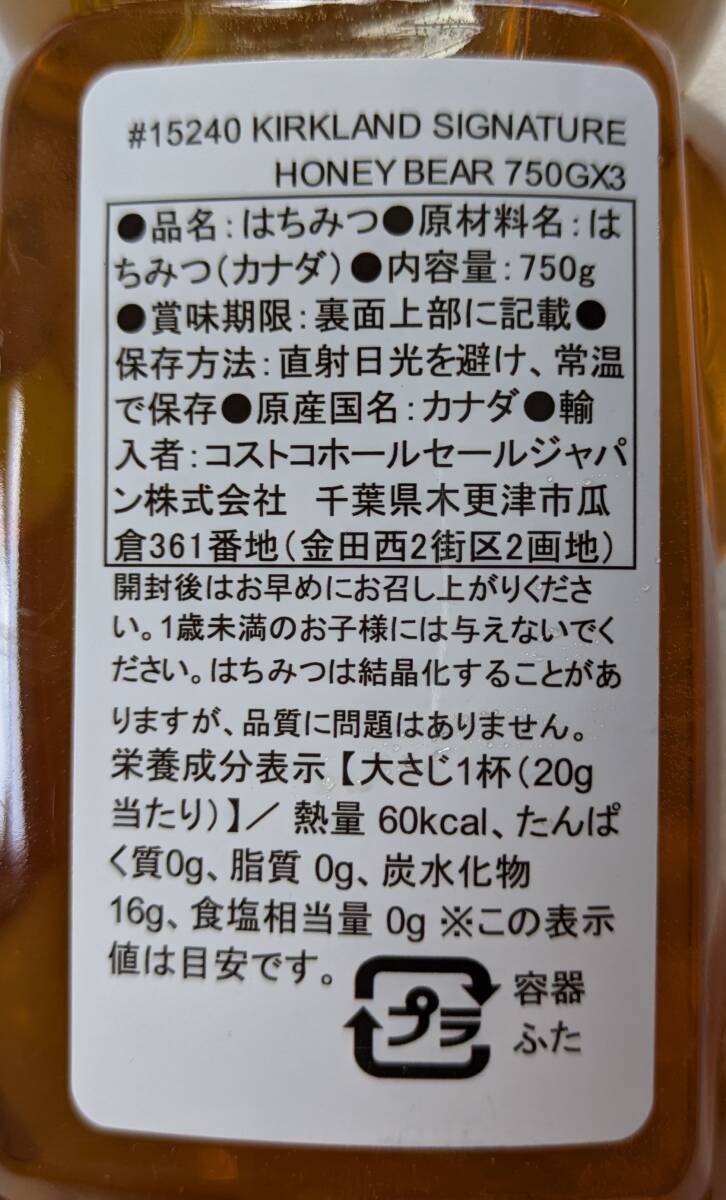 #15240 KIRKLAND SIGNATURE
HONEY BEAR 750GX3
●品名：はちみつ●原材料名：は
ちみつ（カナダ）●内容量：750g
●賞味期限：裏面上部に記載●
保存方法：直射日光を避け、常温
で保存●原産国名：カナダ●輸
入者：コストコホールセールジャパ
ン株式会社　千葉県木更津市瓜
倉361番地（金田西2街区2画地）
開封後はお早めにお召し上がりくださ
い。1歳未満のお子様には与えないでく
ださい。はちみつは結晶化することがあ
りますが、品質に問題はありません。
栄養成分表示【大さじ1杯（20g
当たり）】／ 熱量 60kcal、たんぱ
く質0g、脂質 0g、炭水化物
16g、食塩相当量 0g ※この表示
値は目安です。
プラ
容器
ふた